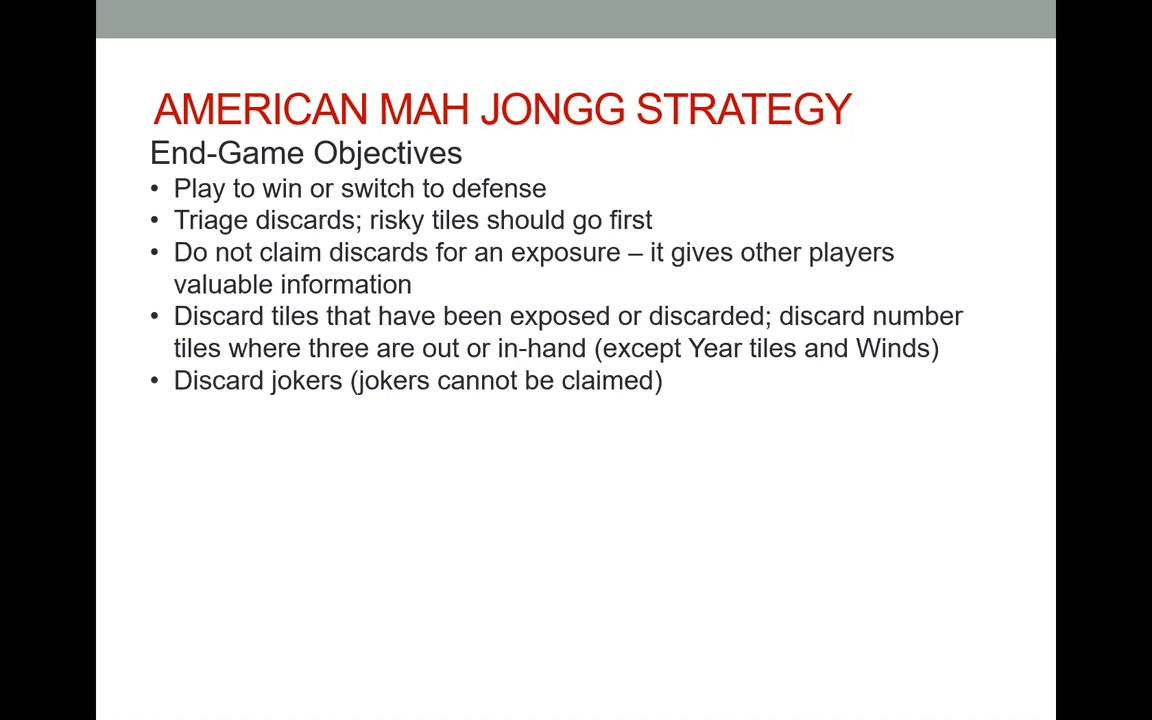 AMERICAN MAH JONGG STRATEGY
End-Game Objectives
• Play to win or switch to defense
• Triage discards; risky tiles should go first
• Do not claim discards for an exposure – it gives other players
valuable information
• Discard tiles that have been exposed or discarded; discard number
tiles where three are out or in-hand (except Year tiles and Winds)
• Discard jokers (jokers cannot be claimed)